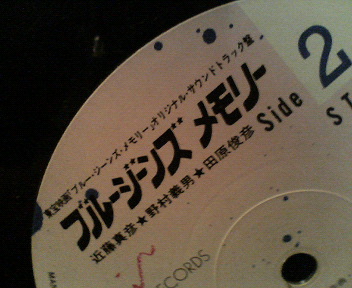 東宝映画「ブルージーンズメモリー」オリジナル・サウンドトラック盤
ブルージーンズ メモリー
近藤真彦★野村義男★田原俊彦
Side 2
ST
RECORDS
MAN